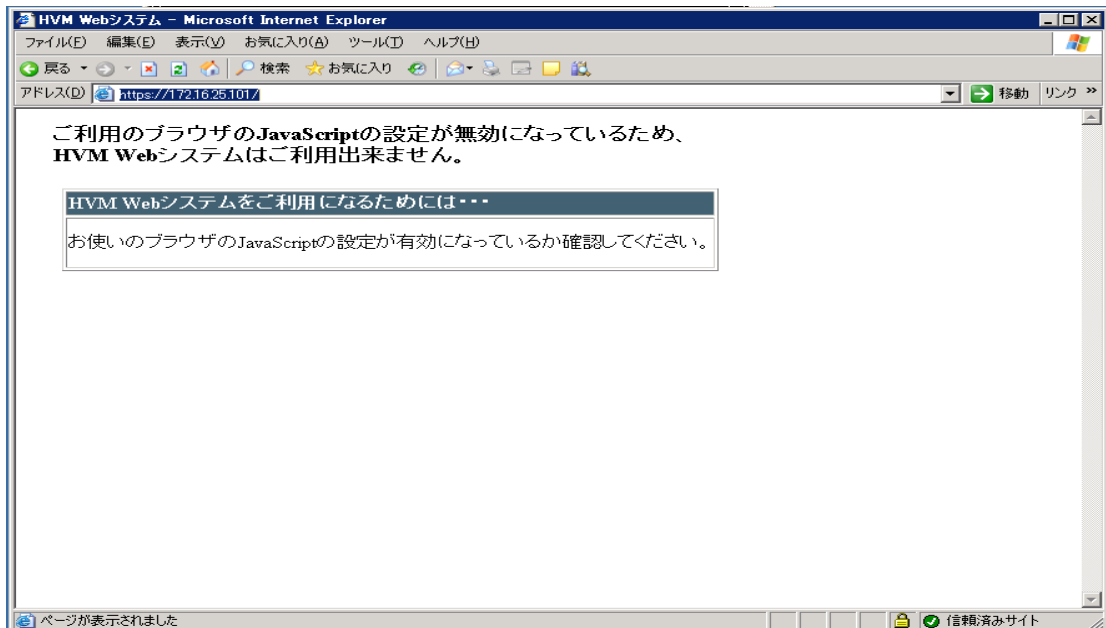 HVM Webシステム - Microsoft Internet Explorer
ファイル(F) 編集(E) 表示(V) お気に入り(A) ツール(T) ヘルプ(H)
戻る 検索 お気に入り
アドレス(D) https://172.16.25.101/ 移動 リンク »
ご利用のブラウザのJavaScriptの設定が無効になっているため、
HVM Webシステムはご利用出来ません。
HVM Webシステムをご利用になるためには・・・
お使いのブラウザのJavaScriptの設定が有効になっているか確認してください。
ページが表示されました 信頼済みサイト